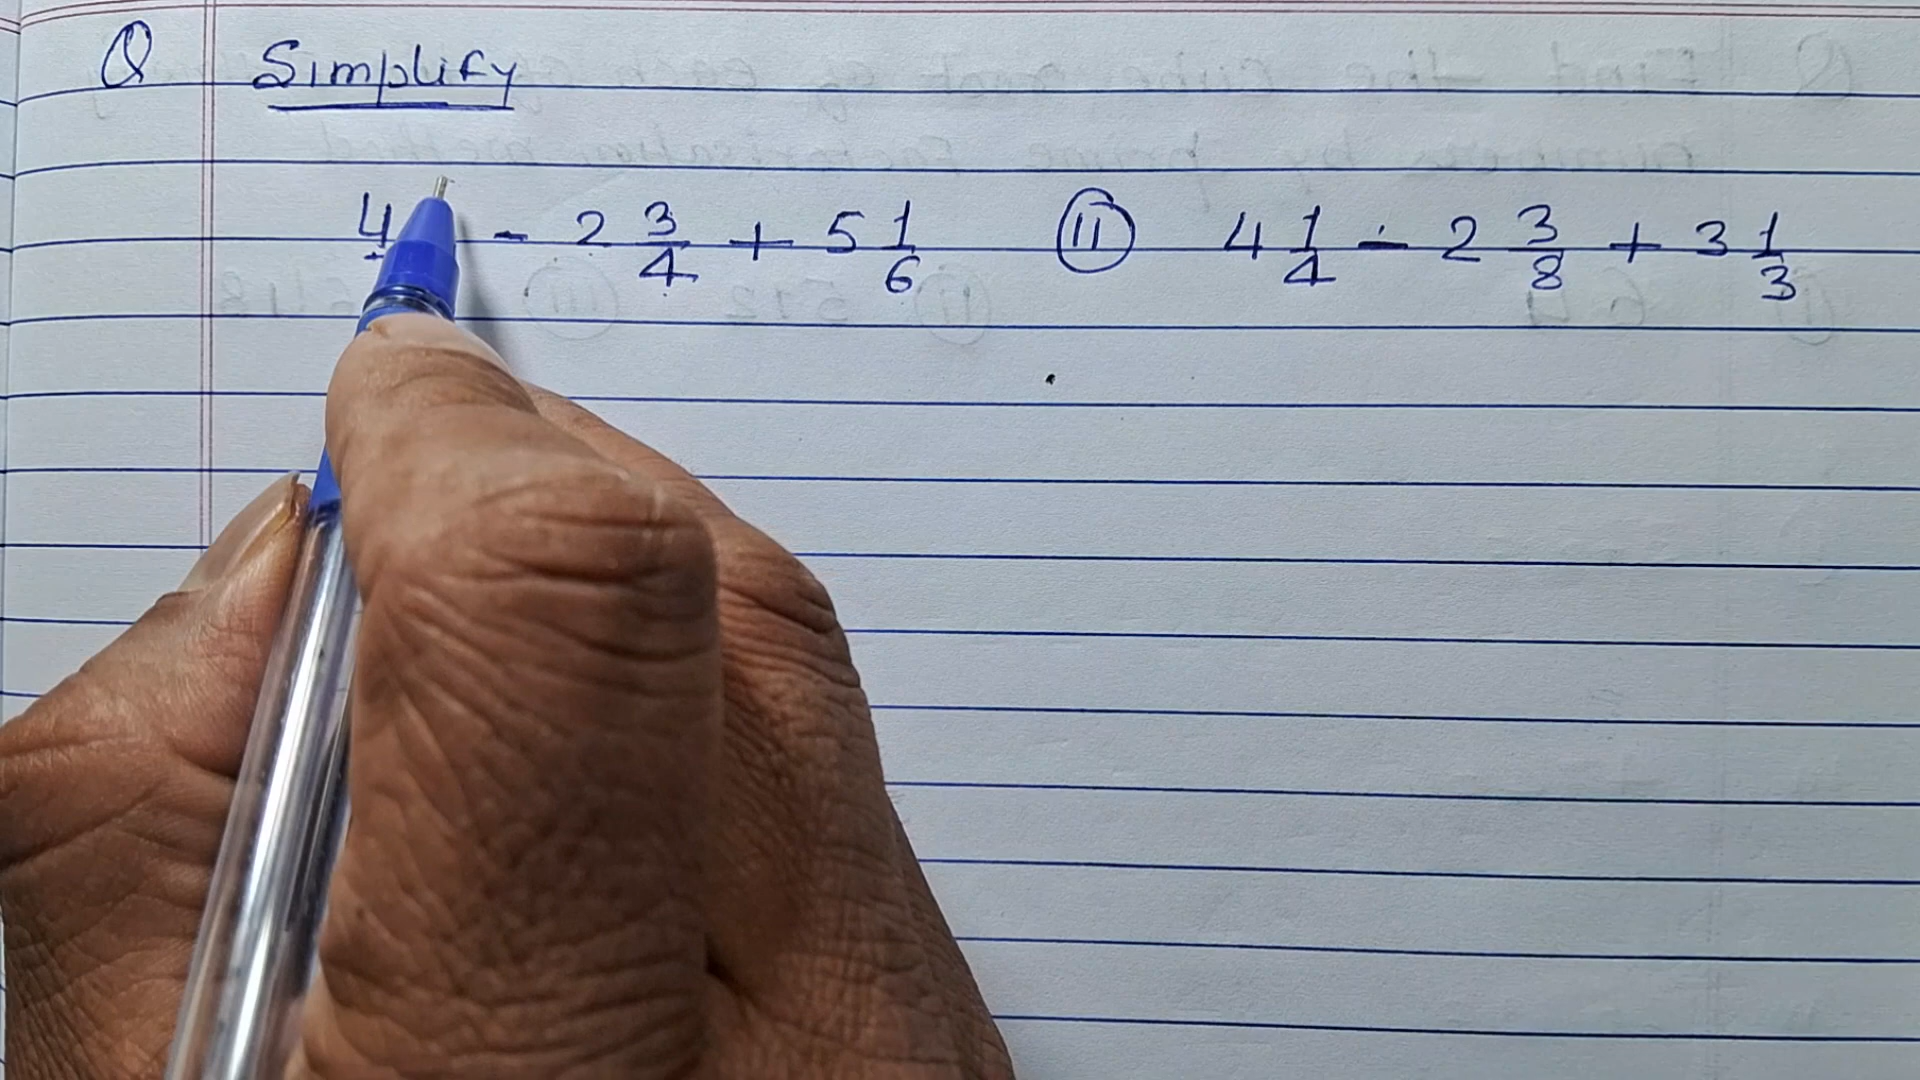 Q Simplify
4 - 2 3/4 + 5 1/6 (ii) 4 1/4 - 2 3/8 + 3 1/3